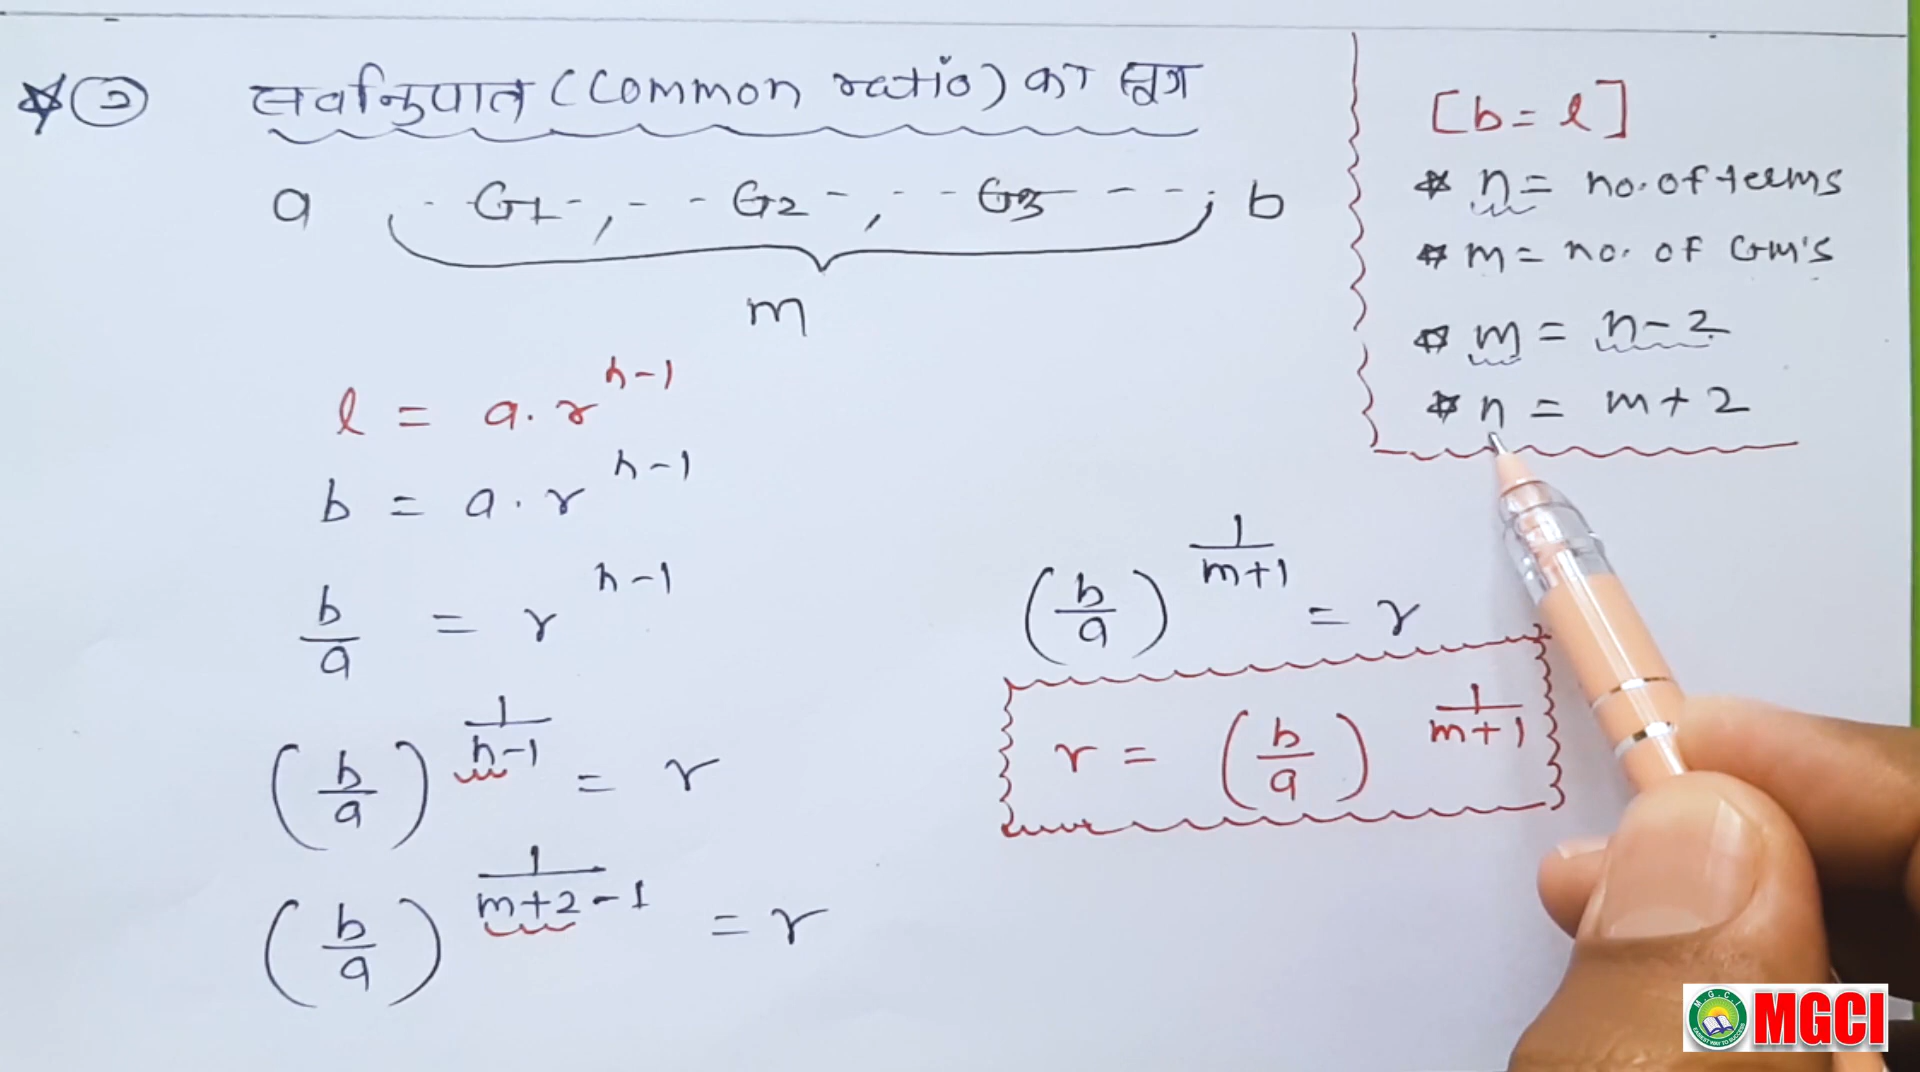 ② सर्वानुपात (Common ratio) का सूत्र
a G1, G2, G3 b
m
l = a.r^(n-1)
b = a.r^(n-1)
b/a = r^(n-1)
(b/a)^(1/(n-1)) = r
(b/a)^(1/(m+2-1)) = r
[b = l]
n = no. of terms
m = no. of GM's
m = n-2
n = m+2
(b/a)^(1/(m+1)) = r
r = (b/a)^(1/(m+1))
MGCI